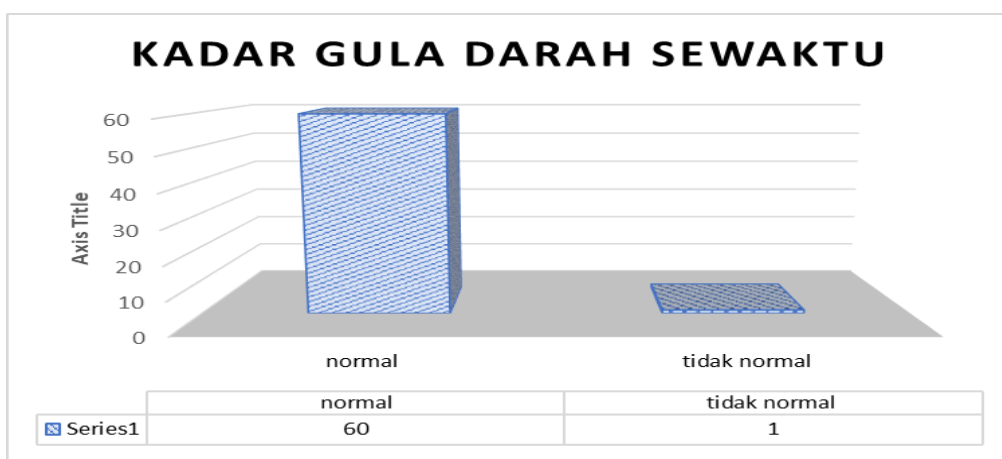 KADAR GULA DARAH SEWAKTU
Axis Title
60
50
40
30
20
10
0
normal tidak normal
normal tidak normal
Series1 60 1